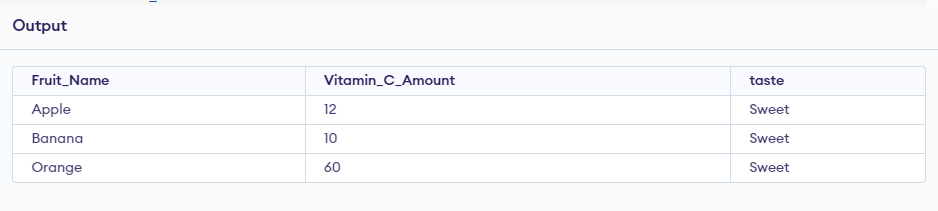 Output
Fruit_Name Vitamin_C_Amount taste
Apple 12 Sweet
Banana 10 Sweet
Orange 60 Sweet